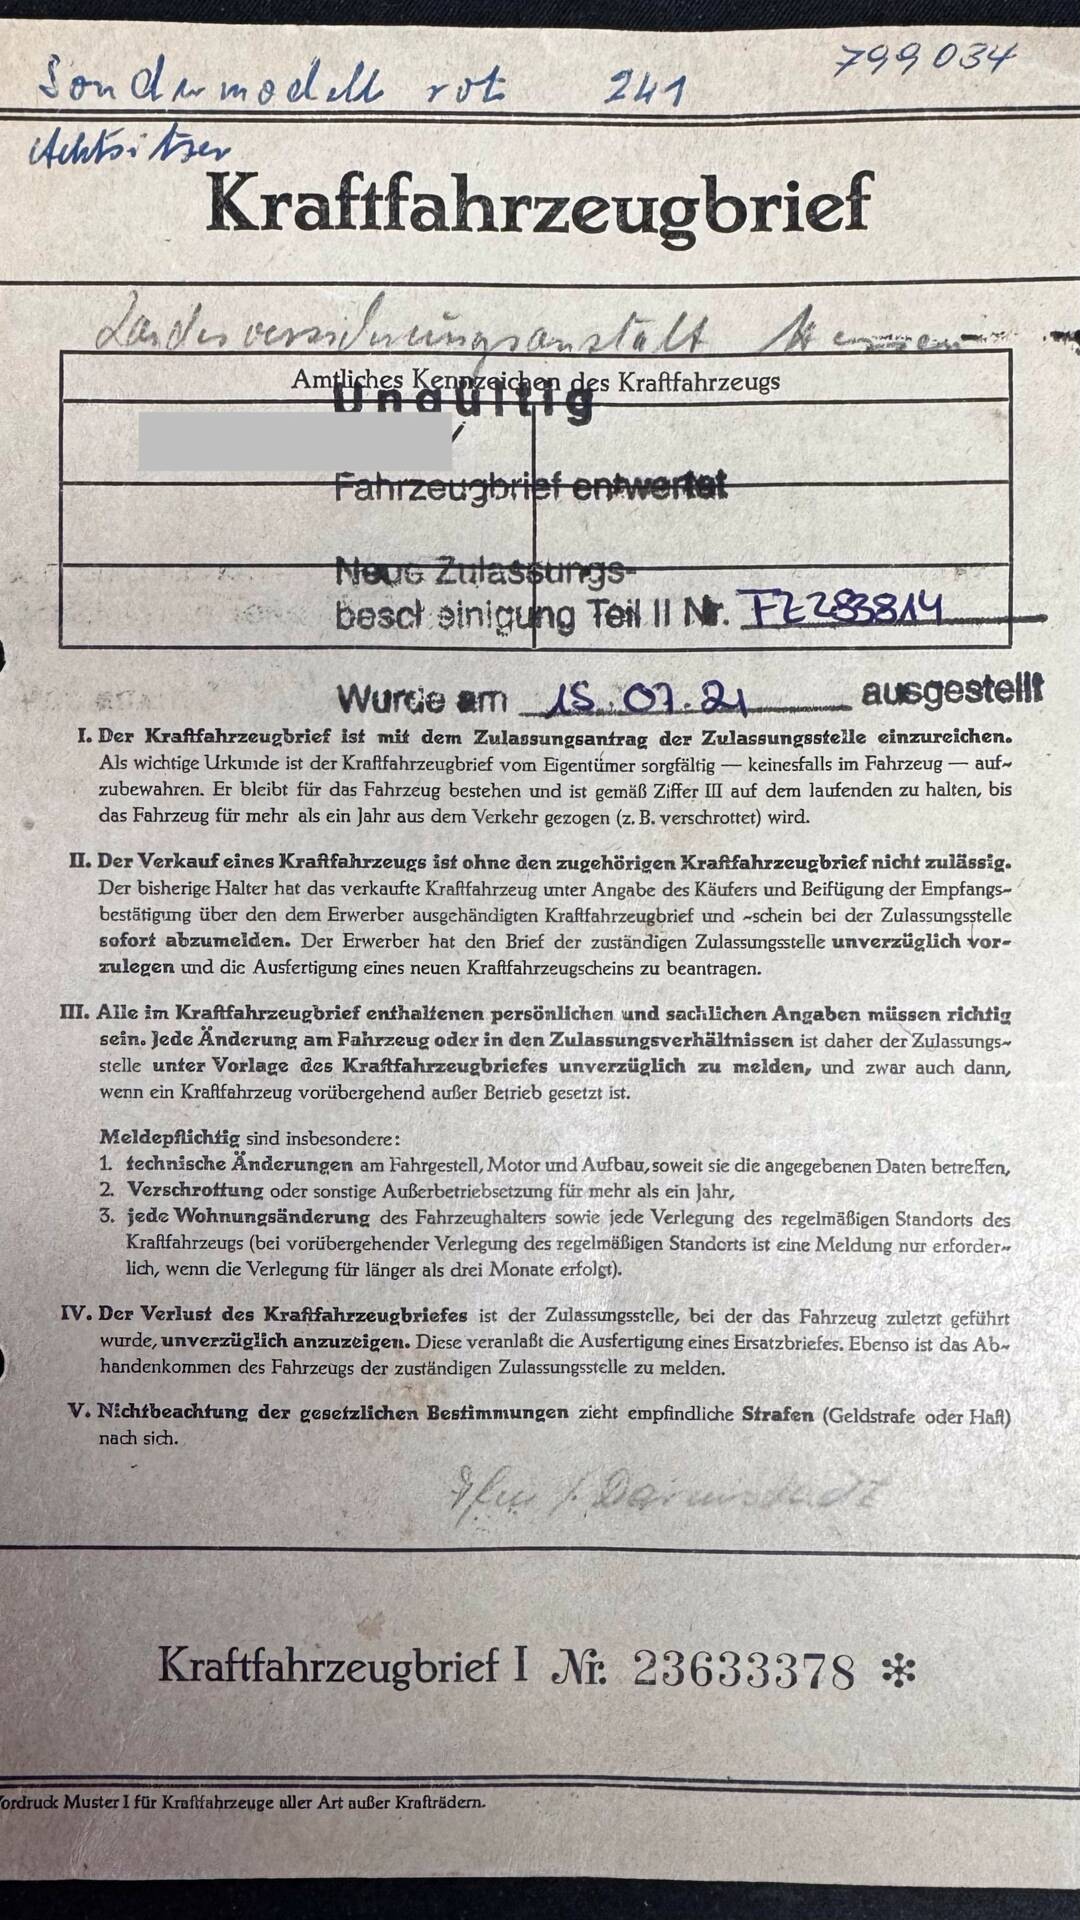 Sondermodell rot 241 799034
Achtsitzer
Kraftfahrzeugbrief
Landesversicherungsanstalt Hessen
Amtliches Kennzeichen des Kraftfahrzeugs
Ungültig
Fahrzeugbrief entwertet
Neue Zulassungs-
bescheinigung Teil II Nr. FZ283814
Wurde am 15.07.21 ausgestellt
I. Der Kraftfahrzeugbrief ist mit dem Zulassungsantrag der Zulassungsstelle einzureichen.
Als wichtige Urkunde ist der Kraftfahrzeugbrief vom Eigentümer sorgfältig — keinesfalls im Fahrzeug — auf-
zubewahren. Er bleibt für das Fahrzeug bestehen und ist gemäß Ziffer III auf dem laufenden zu halten, bis
das Fahrzeug für mehr als ein Jahr aus dem Verkehr gezogen (z. B. verschrottet) wird.
II. Der Verkauf eines Kraftfahrzeugs ist ohne den zugehörigen Kraftfahrzeugbrief nicht zulässig.
Der bisherige Halter hat das verkaufte Kraftfahrzeug unter Angabe des Käufers und Beifügung der Empfangs-
bestätigung über den dem Erwerber ausgehändigten Kraftfahrzeugbrief und -schein bei der Zulassungsstelle
sofort abzumelden. Der Erwerber hat den Brief der zuständigen Zulassungsstelle unverzüglich vor-
zulegen und die Ausfertigung eines neuen Kraftfahrzeugscheins zu beantragen.
III. Alle im Kraftfahrzeugbrief enthaltenen persönlichen und sachlichen Angaben müssen richtig
sein. Jede Änderung am Fahrzeug oder in den Zulassungsverhältnissen ist daher der Zulassungs-
stelle unter Vorlage des Kraftfahrzeugbriefes unverzüglich zu melden, und zwar auch dann,
wenn ein Kraftfahrzeug vorübergehend außer Betrieb gesetzt ist.
Meldepflichtig sind insbesondere:
1. technische Änderungen am Fahrgestell, Motor und Aufbau, soweit sie die angegebenen Daten betreffen,
2. Verschrottung oder sonstige Außerbetriebsetzung für mehr als ein Jahr,
3. jede Wohnungsänderung des Fahrzeughalters sowie jede Verlegung des regelmäßigen Standorts des
Kraftfahrzeugs (bei vorübergehender Verlegung des regelmäßigen Standorts ist eine Meldung nur erforder-
lich, wenn die Verlegung für länger als drei Monate erfolgt).
IV. Der Verlust des Kraftfahrzeugbriefes ist der Zulassungsstelle, bei der das Fahrzeug zuletzt geführt
wurde, unverzüglich anzuzeigen. Diese veranlaßt die Ausfertigung eines Ersatzbriefes. Ebenso ist das Ab-
handenkommen des Fahrzeugs der zuständigen Zulassungsstelle zu melden.
V. Nichtbeachtung der gesetzlichen Bestimmungen zieht empfindliche Strafen (Geldstrafe oder Haft)
nach sich.
Darmstadt
Kraftfahrzeugbrief I Nr. 23633378 *
Vordruck Muster I für Kraftfahrzeuge aller Art außer Krafträdern.